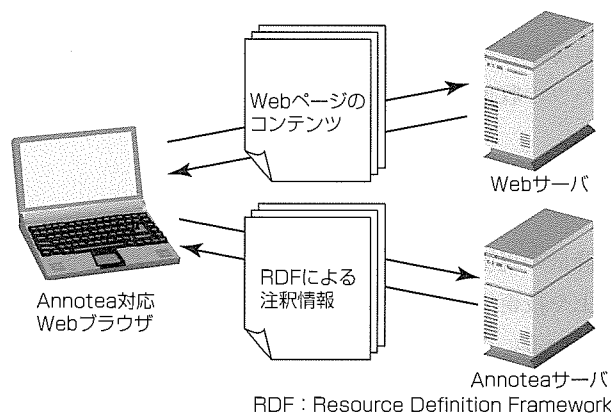 Webページの
コンテンツ
Webサーバ
RDFによる
注釈情報
Annotea対応
Webブラウザ
Annoteaサーバ
RDF：Resource Definition Framework